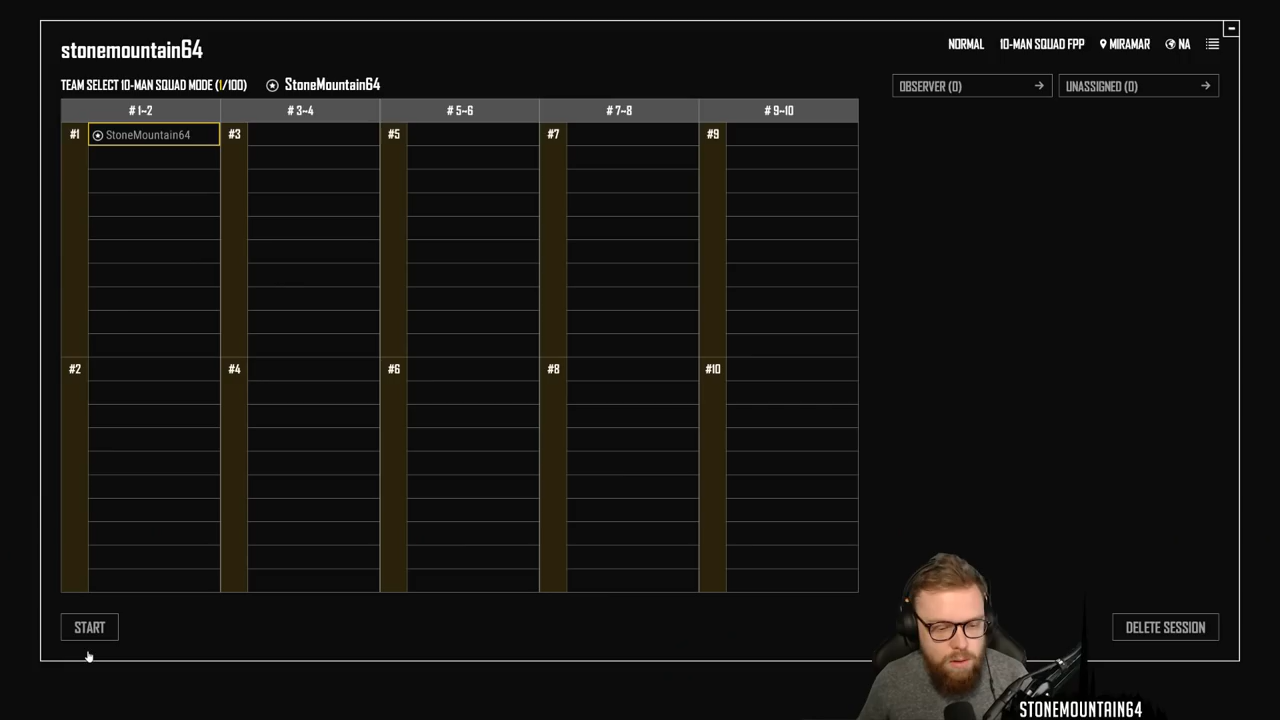 stonemountain64
NORMAL 10-MAN SQUAD FPP MIRAMAR NA
TEAM SELECT 10-MAN SQUAD MODE (1/100) StoneMountain64
OBSERVER (0) UNASSIGNED (0)
# 1~2 # 3~4 # 5~6 # 7~8 # 9~10
#1 StoneMountain64 #3 #5 #7 #9
#2 #4 #6 #8 #10
START
DELETE SESSION
STONEMOUNTAIN64